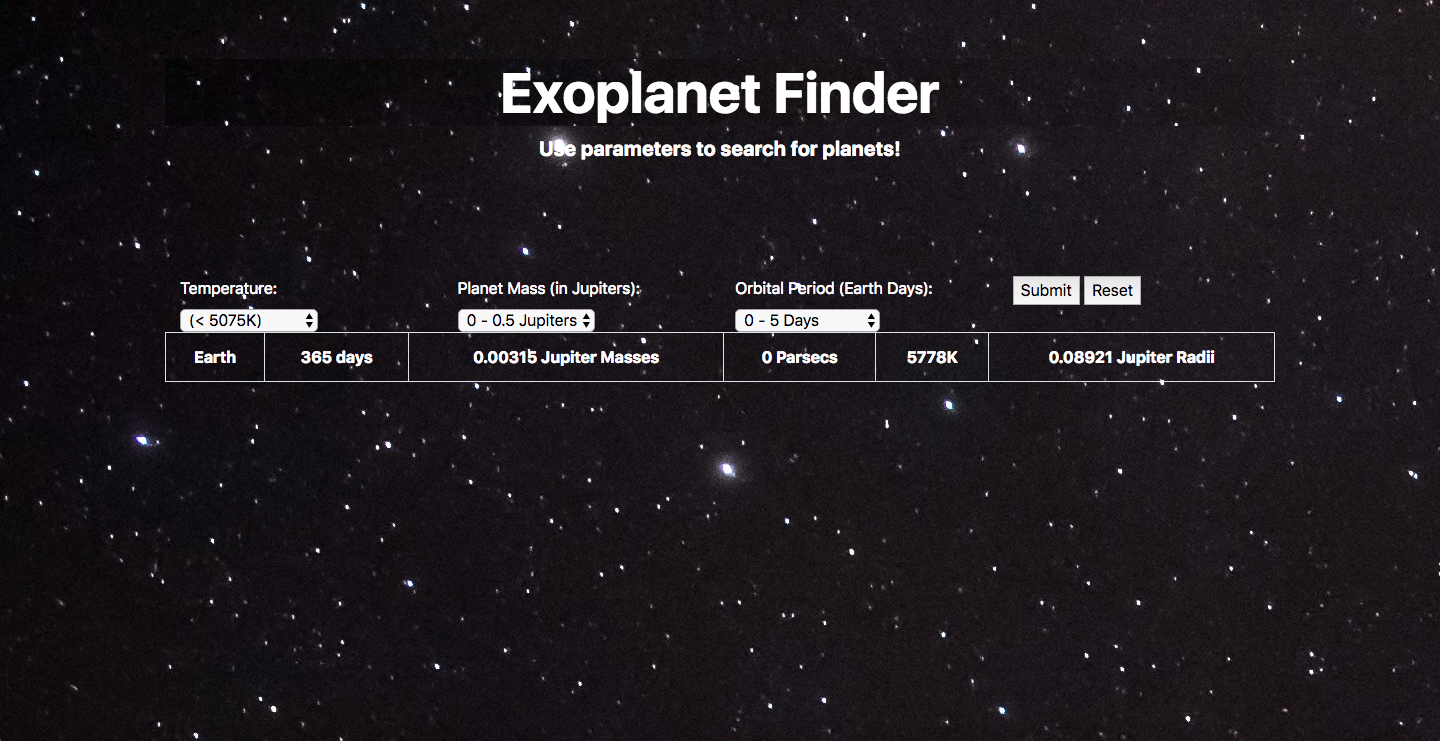 Exoplanet Finder
Use parameters to search for planets!
Temperature: Planet Mass (in Jupiters): Orbital Period (Earth Days): Submit Reset
(< 5075K) 0 - 0.5 Jupiters 0 - 5 Days
Earth 365 days 0.00315 Jupiter Masses 0 Parsecs 5778K 0.08921 Jupiter Radii